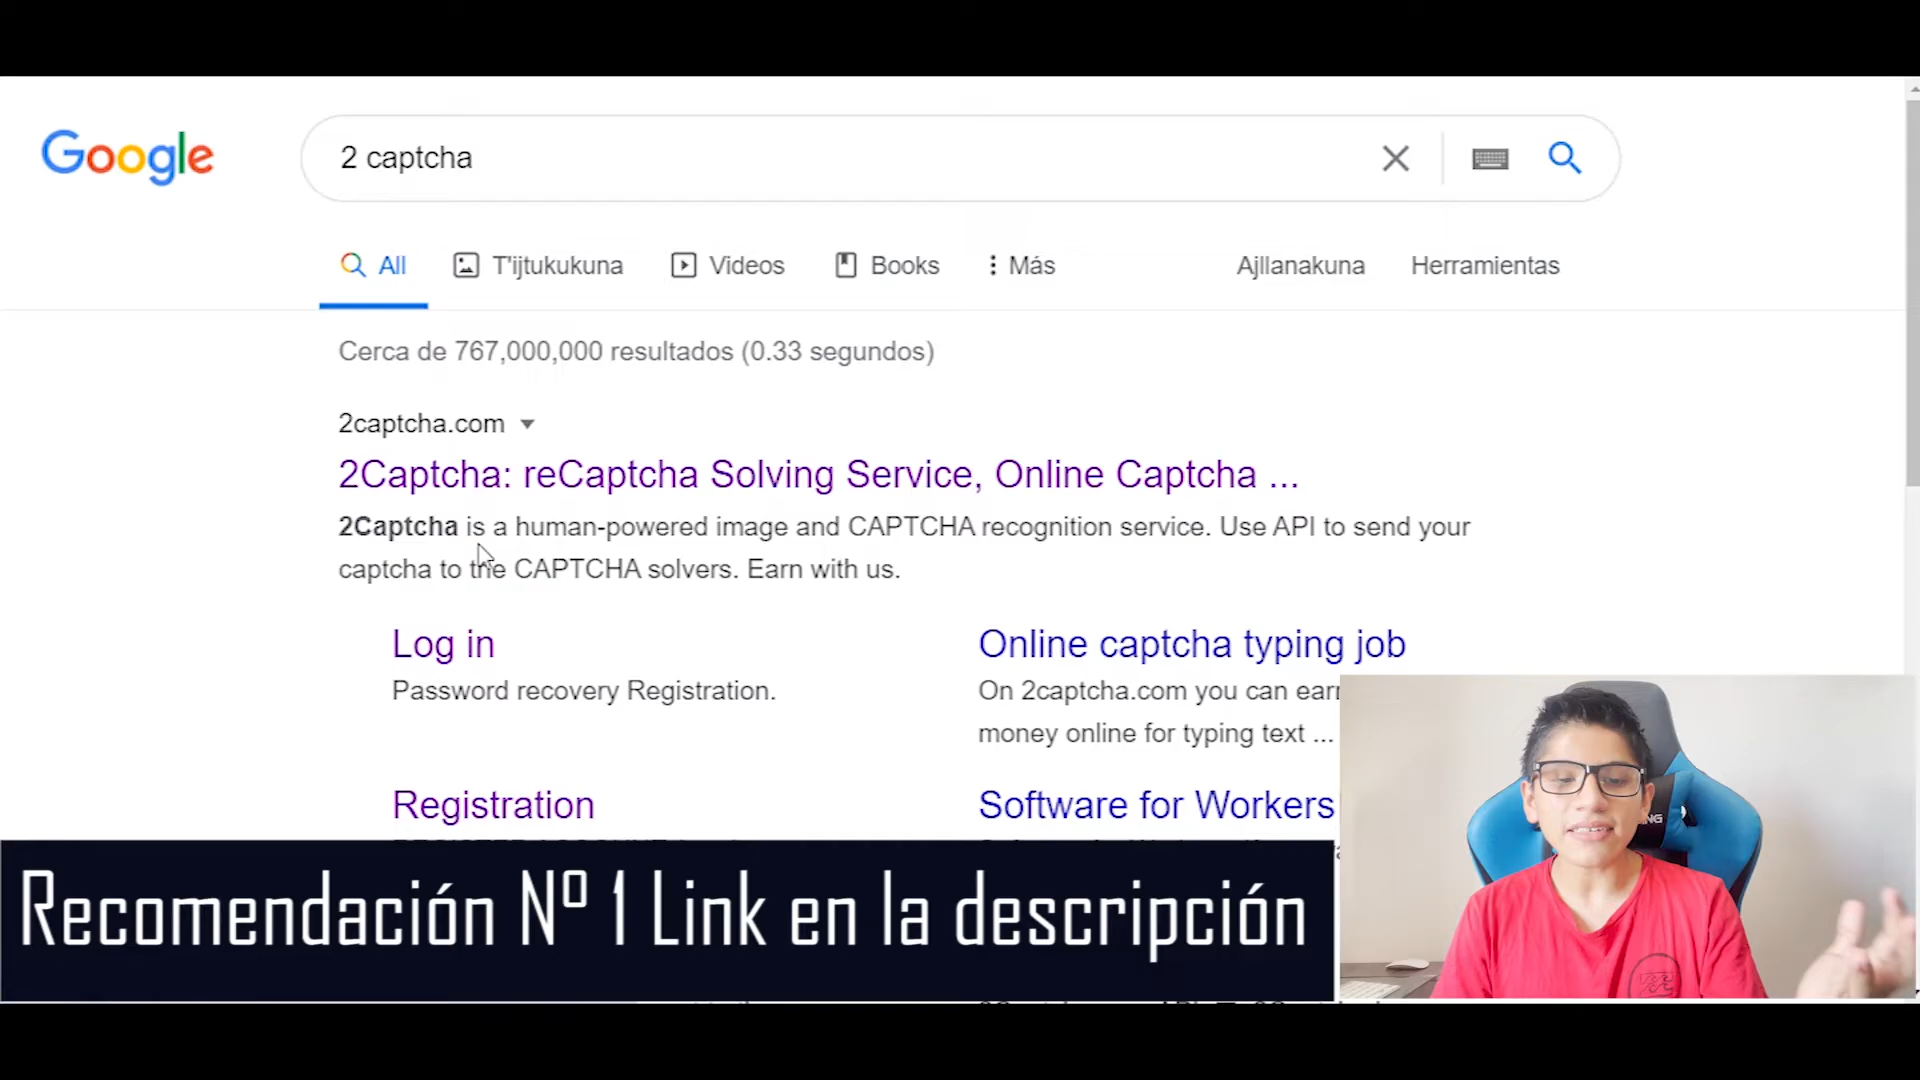 Google
2 captcha
All T'ijtukukuna Videos Books Más Ajllanakuna Herramientas
Cerca de 767,000,000 resultados (0.33 segundos)
2captcha.com
2Captcha: reCaptcha Solving Service, Online Captcha ...
2Captcha is a human-powered image and CAPTCHA recognition service. Use API to send your
captcha to the CAPTCHA solvers. Earn with us.
Log in
Password recovery Registration.
Online captcha typing job
On 2captcha.com you can earn
money online for typing text ...
Registration
Software for Workers
NG
Recomendación Nº 1 Link en la descripción